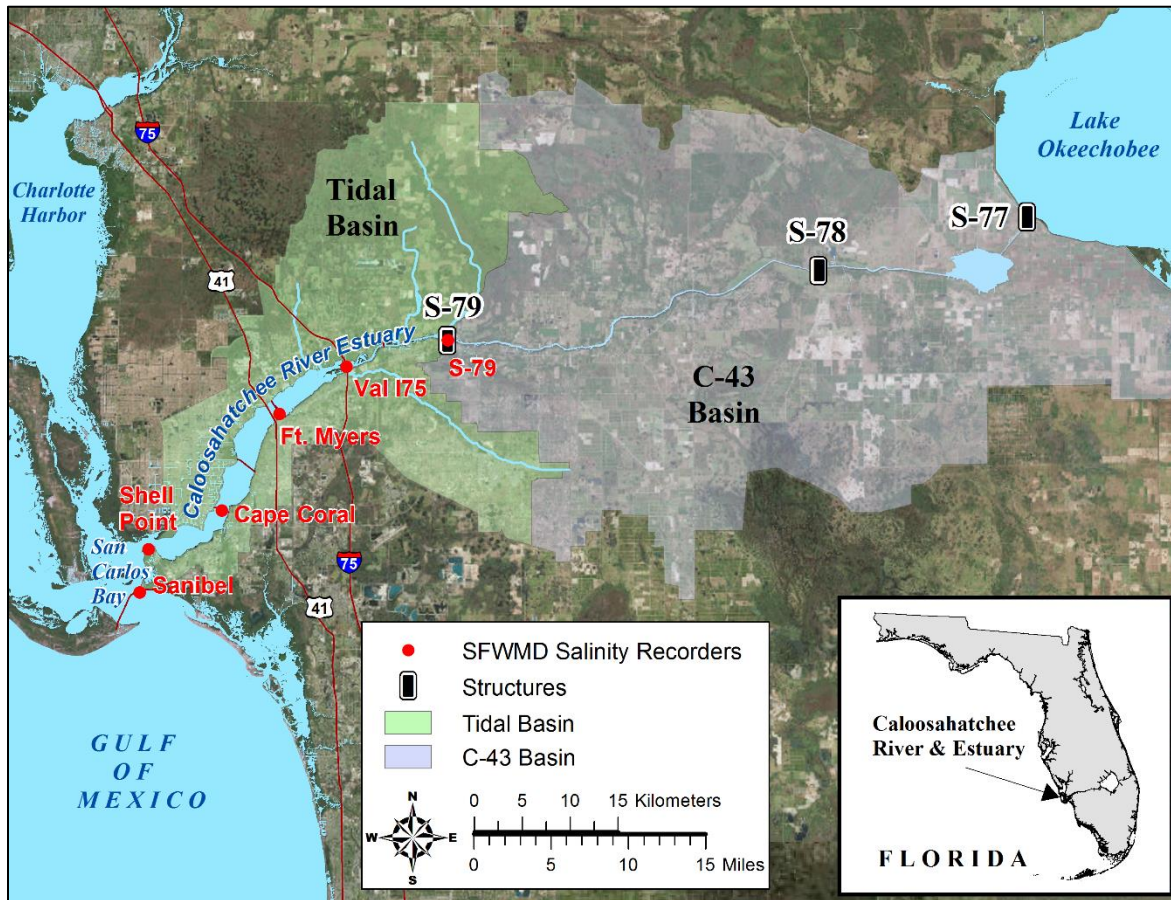 75
Charlotte
Harbor
Tidal
Basin
41
Lake
Okeechobee
S-77
S-78
S-79
S-79
Caloosahatchee River Estuary
Val I75
Ft. Myers
C-43
Basin
Shell
Point
Cape Coral
San
Carlos
Bay
Sanibel
75
41
GULF
OF
MEXICO
SFWMD Salinity Recorders
Structures
Tidal Basin
C-43 Basin
N
W E
S
0 5 10 15 Kilometers
0 5 10 15 Miles
Caloosahatchee
River & Estuary
FLORIDA